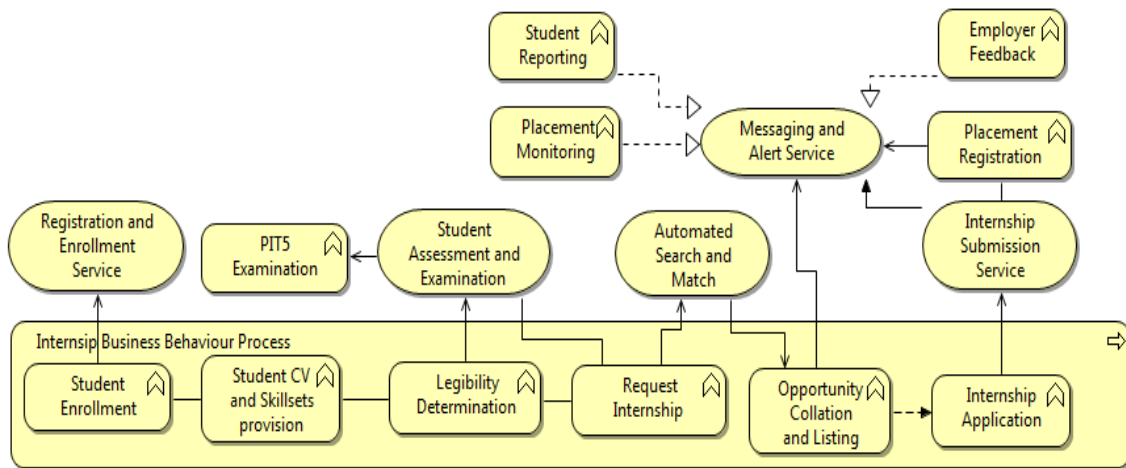 Student
Reporting
Employer
Feedback
Placement
Monitoring
Messaging and
Alert Service
Placement
Registration
Registration and
Enrollment
Service
PIT5
Examination
Student
Assessment and
Examination
Automated
Search and
Match
Internship
Submission
Service
Internsip Business Behaviour Process
Student
Enrollment
Student CV
and Skillsets
provision
Legibility
Determination
Request
Internship
Opportunity
Collation
and Listing
Internship
Application